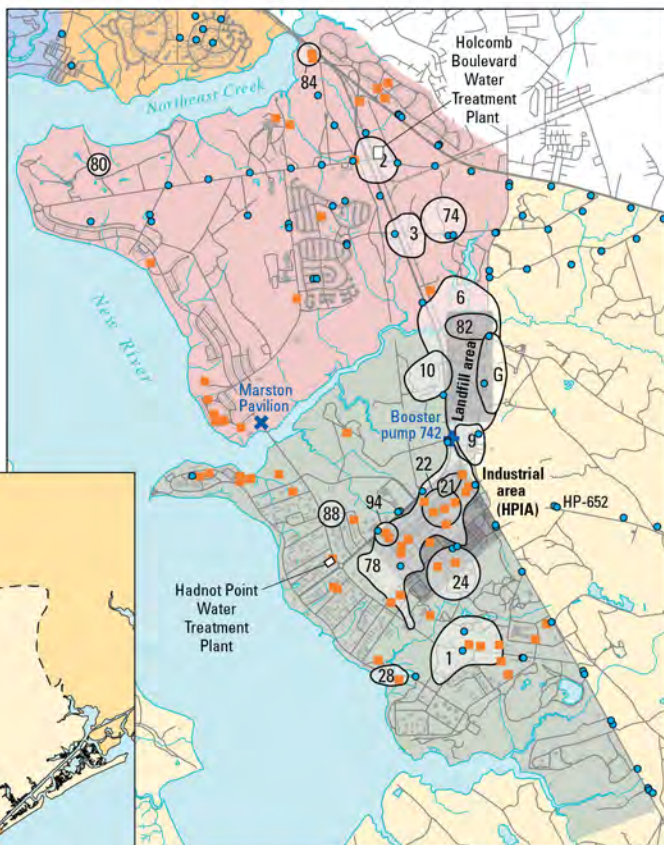 Holcomb
Boulevard
Water
Treatment
Plant
84
Northeast Creek
80
2
74
3
6
82
New River
10
G
Landfill area
Marston
Pavilion
Booster
pump 742
9
22
21
Industrial
area
(HPIA)
HP-652
94
88
78
24
Hadnot Point
Water
Treatment
Plant
1
28